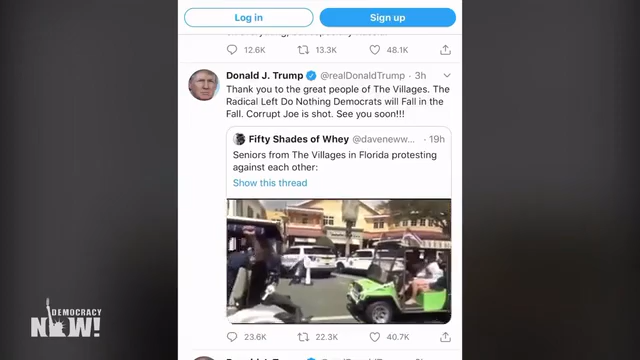 Log in
Sign up
12.6K
13.3K
48.1K
Donald J. Trump @realDonaldTrump · 3h
Thank you to the great people of The Villages. The
Radical Left Do Nothing Democrats will Fall in the
Fall. Corrupt Joe is shot. See you soon!!!
Fifty Shades of Whey @daveneww... · 19h
Seniors from The Villages in Florida protesting
against each other:
Show this thread
23.6K
22.3K
40.7K
DEMOCRACY
NOW!